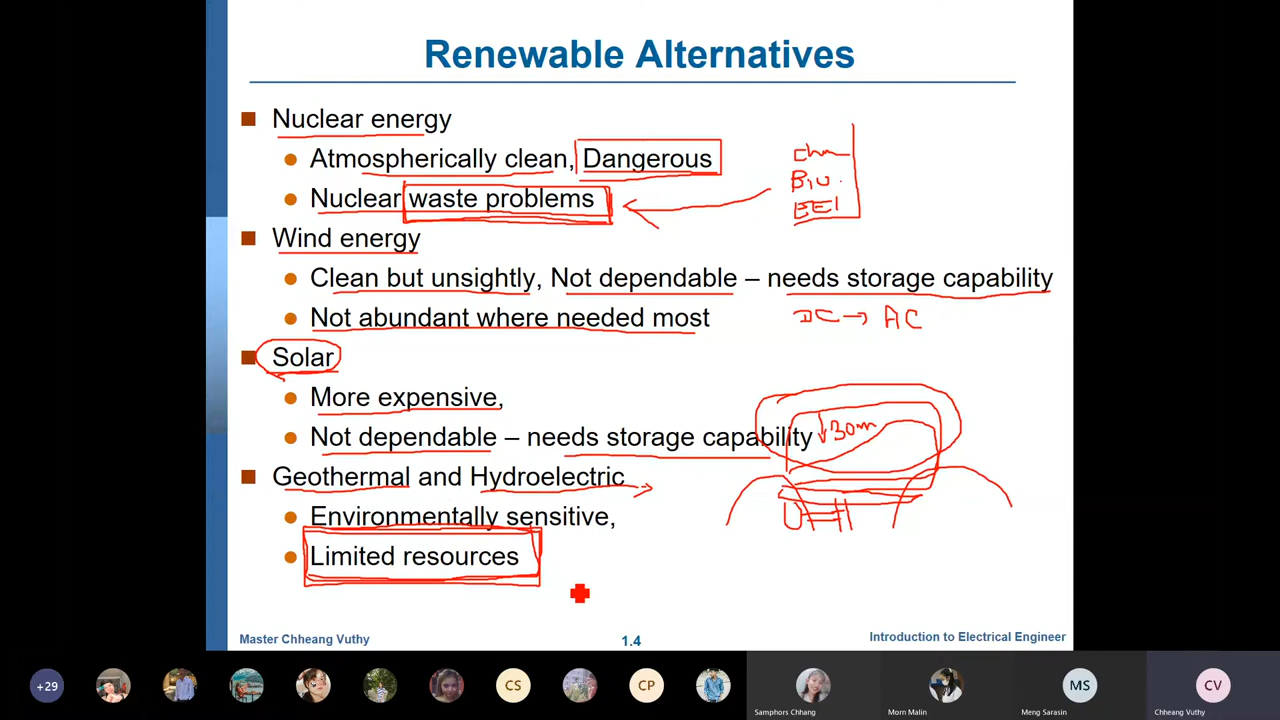 Renewable Alternatives
■ Nuclear energy
● Atmospherically clean, Dangerous
● Nuclear waste problems
■ Wind energy
● Clean but unsightly, Not dependable – needs storage capability
● Not abundant where needed most
DC → AC
■ Solar
● More expensive,
● Not dependable – needs storage capability
↓30m
■ Geothermal and Hydroelectric
● Environmentally sensitive,
● Limited resources
Master Chheang Vuthy
1.4
Introduction to Electrical Engineer
+29
CS
CP
MS
CV
Samphors Chhang
Morn Malin
Meng Sarasin
Chheang Vuthy